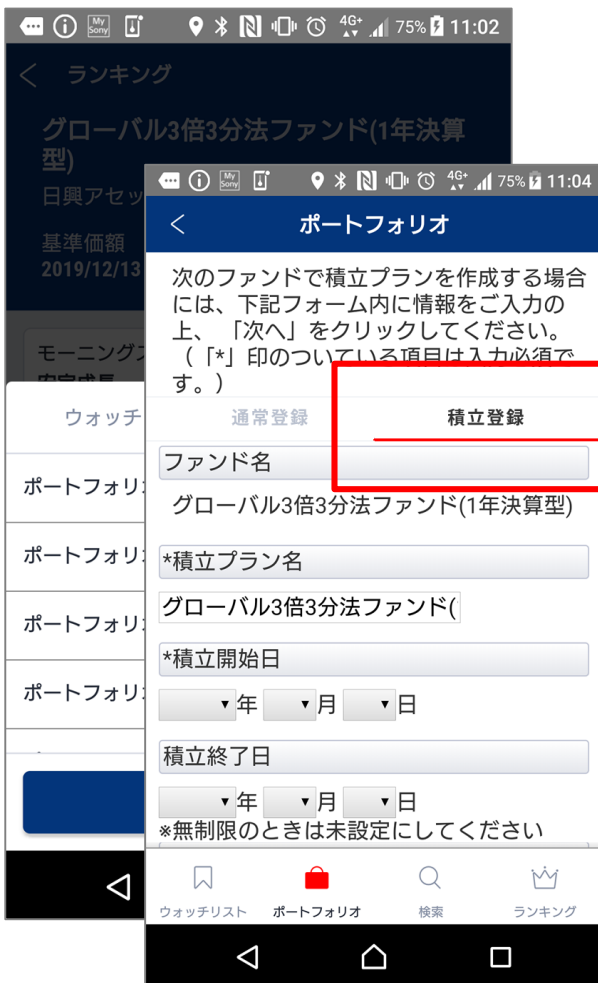 My Sony 4G+ 75% 11:02
ランキング
グローバル3倍3分法ファンド(1年決算
型)
日興アセッ
基準価額
2019/12/13
モーニング
安定成長
ウォッチ
ポートフォリ
ポートフォリ
ポートフォリ
ポートフォリ
My Sony 4G+ 75% 11:04
ポートフォリオ
次のファンドで積立プランを作成する場合
には、下記フォーム内に情報をご入力の
上、 「次へ」をクリックしてください。
（「*」印のついている項目は入力必須で
す。）
通常登録 積立登録
ファンド名
グローバル3倍3分法ファンド(1年決算型)
*積立プラン名
グローバル3倍3分法ファンド(
*積立開始日
年 月 日
積立終了日
年 月 日
※無制限のときは未設定にしてください
ウォッチリスト ポートフォリオ 検索 ランキング